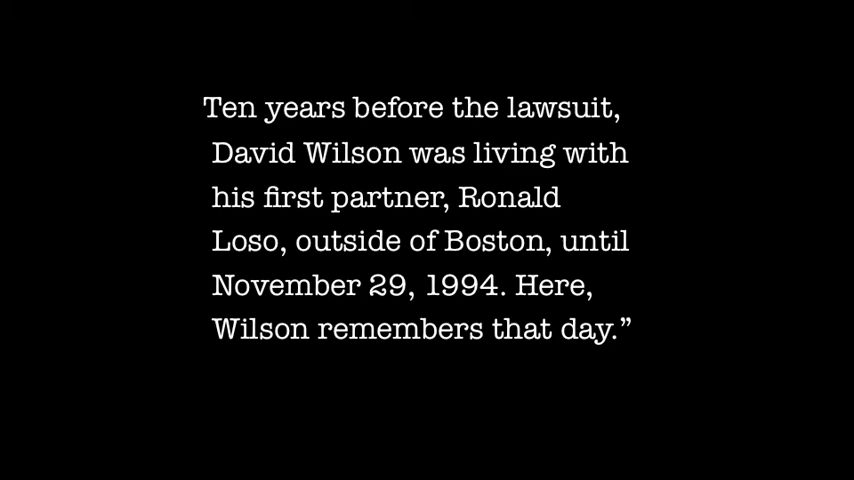 Ten years before the lawsuit,
David Wilson was living with
his first partner, Ronald
Loso, outside of Boston, until
November 29, 1994. Here,
Wilson remembers that day.”